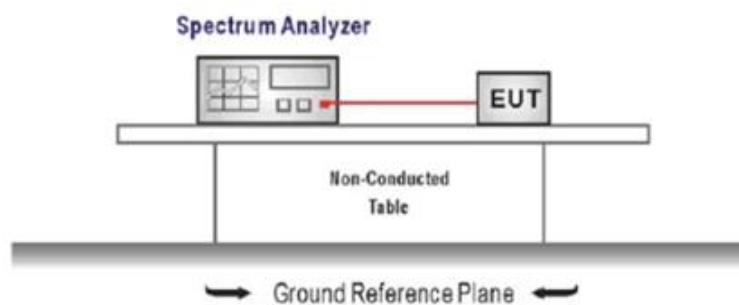 Spectrum Analyzer
EUT
Non-Conducted
Table
Ground Reference Plane